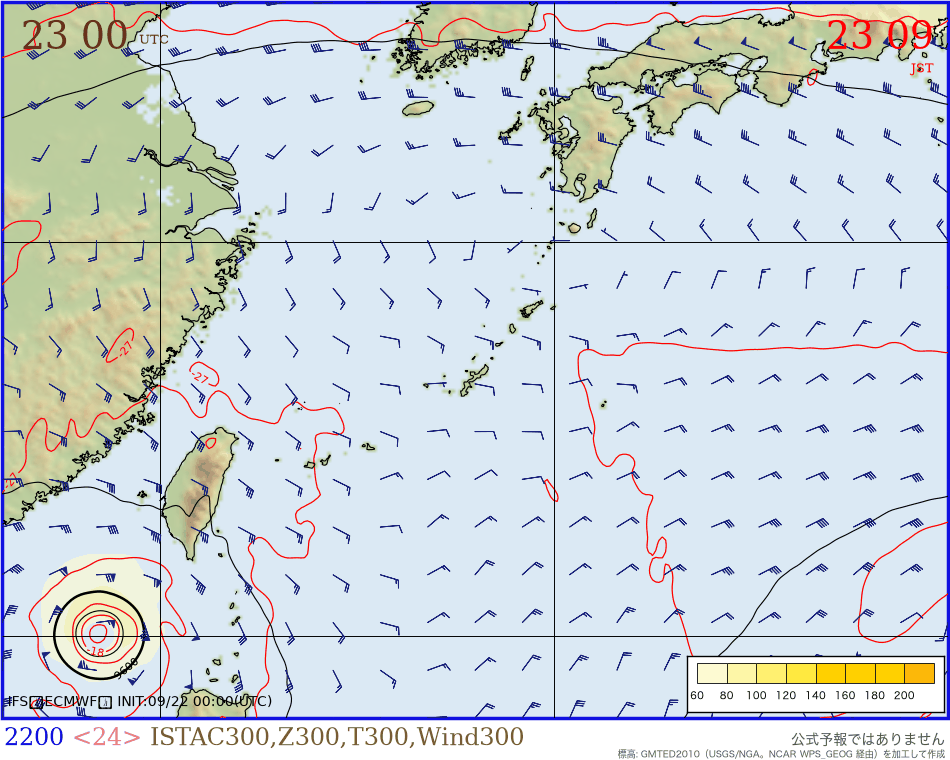 23 00 UTC
23 09
JST
-27
-27
-27
-18
9600
IFS(ECMWF) INIT:09/22 00:00(UTC)
60 80 100 120 140 160 180 200
2200 <24> ISTAC300,Z300,T300,Wind300
公式予報ではありません
標高: GMTED2010（USGS/NGA。NCAR WPS_GEOG 経由）を加工して作成